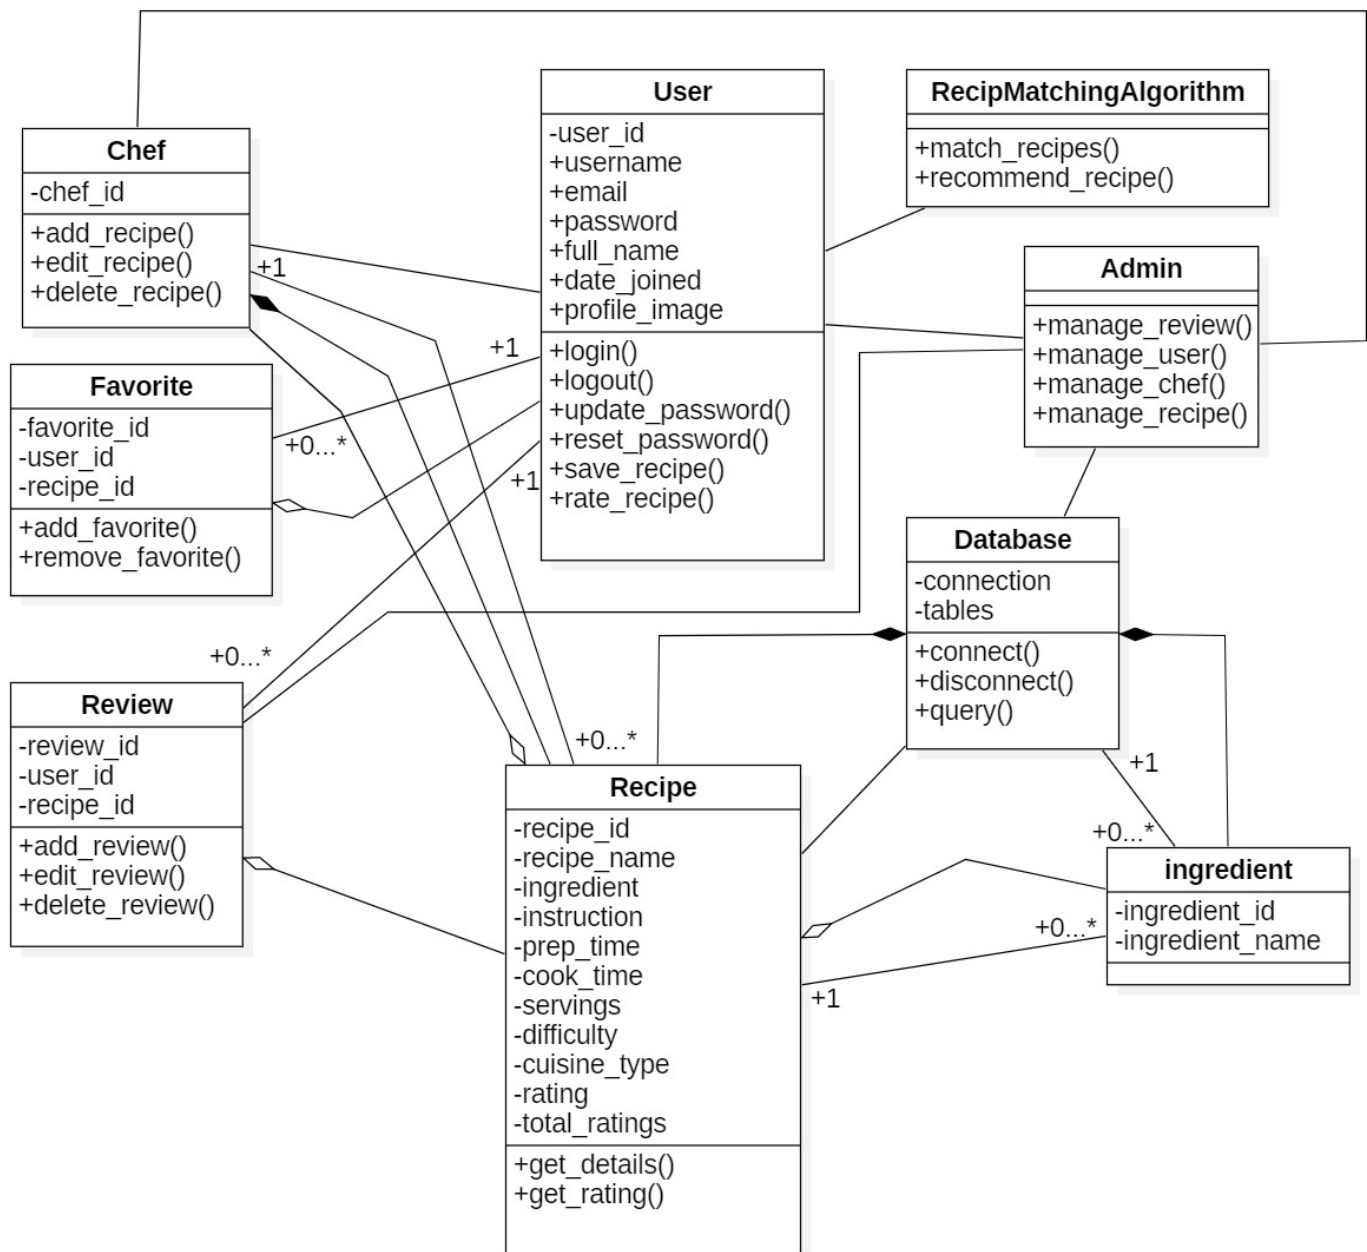 User
-user_id
+username
+email
+password
+full_name
+date_joined
+profile_image
+login()
+logout()
+update_password()
+reset_password()
+save_recipe()
+rate_recipe()
RecipMatchingAlgorithm
+match_recipes()
+recommend_recipe()
Chef
-chef_id
+add_recipe()
+edit_recipe()
+delete_recipe()
+1
Admin
+manage_review()
+manage_user()
+manage_chef()
+manage_recipe()
+1
Favorite
-favorite_id
-user_id
-recipe_id
+add_favorite()
+remove_favorite()
+0...*
+1
Database
-connection
-tables
+connect()
+disconnect()
+query()
+0...*
Review
-review_id
-user_id
-recipe_id
+add_review()
+edit_review()
+delete_review()
+0...*
+1
+0...*
Recipe
-recipe_id
-recipe_name
-ingredient
-instruction
-prep_time
-cook_time
-servings
-difficulty
-cuisine_type
-rating
-total_ratings
+get_details()
+get_rating()
ingredient
-ingredient_id
-ingredient_name
+0...*
+1